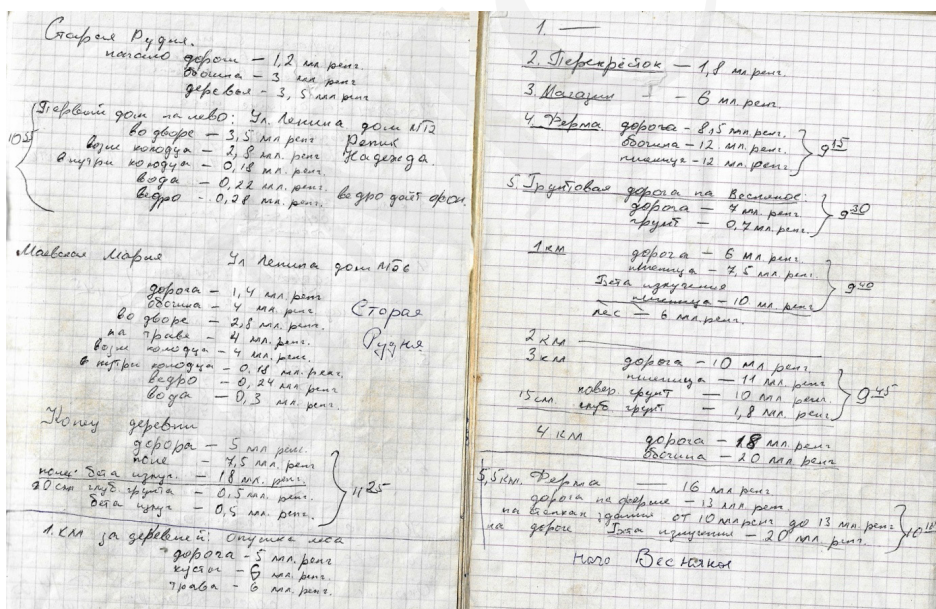 Старая Рудня.
начало дороги — 1,2 мл. рент.
обочина — 3 мл рент
деревья — 3,5 мл рент
Первый дом налево: Ул. Ленина дом №12
во дворе — 3,5 мл. рент
возле колодца — 2,8 мл. рент Надежда
внутри колодца — 0,18 мл. рент.
вода — 0,22 мл. рент.
ведро — 0,28 мл. рент. ведро даёт фон.
10 55
Маевская Мария Ул Ленина дом №66
дорога — 1,4 мл. рент
обочина — 4 мл. рент
во дворе — 2,8 мл. рент.
на траве — 4 мл. рент.
возле колодца — 4 мл. рент.
внутри колодца — 0,18 мл. рент.
ведро — 0,24 мл рент
вода — 0,3 мл. рент.
Старая
Рудня
Конец деревни
дорора — 5 мл рент.
поле — 7,5 мл. рент
бета излуч. — 18 мл. рент.
20 см глуб грунта — 0,5 мл. рент.
бета излуч — 0,5 мл. рент.
11 25
1. км за деревней: опушка леса
дорога — 5 мл. рент
кусты — 6 мл. рент
трава — 6 мл. рент.
1. —
2. Перекрёсток — 1,8 мл. рент.
3. Магазин — 6 мл. рент.
4. Ферма дорога — 8,5 мл. рент.
обочина — 12 мл. рент.
пшеница — 12 мл. рент.
9 15
5. Грунтовая дорога на Весняное:
дорога — 7 мл. рент
грунт — 0,7 мл. рент.
9 30
1 км дорога — 6 мл. рент.
пшеница — 7,5 мл. рент.
Бета излучения
пшеница — 10 мл. рент
лес — 6 мл. рент.
9 40
2 км —
3 км дорога — 10 мл рент.
пшеница — 11 мл. рент
повер. грунт — 10 мл. рент.
15 см. глуб грунт — 1,8 мл. рент
9 45
4 км дорога — 18 мл. рент
обочина — 20 мл. рент
5,5 км. Ферма — 16 мл. рент.
дорога на ферме — 13 мл. рент.
на стенках здания от 10 мл рент до 13 мл. рент
на дороге Бета излучения — 20 мл. рент.
Весняны